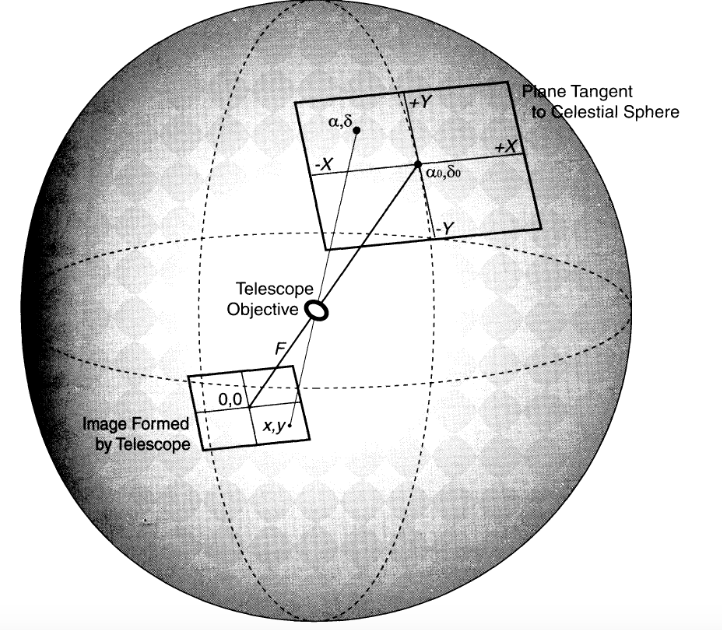 Plane Tangent
to Celestial Sphere
+Y
α,δ
+X
-X
α₀,δ₀
-Y
Telescope
Objective
F
0,0
x,y
Image Formed
by Telescope